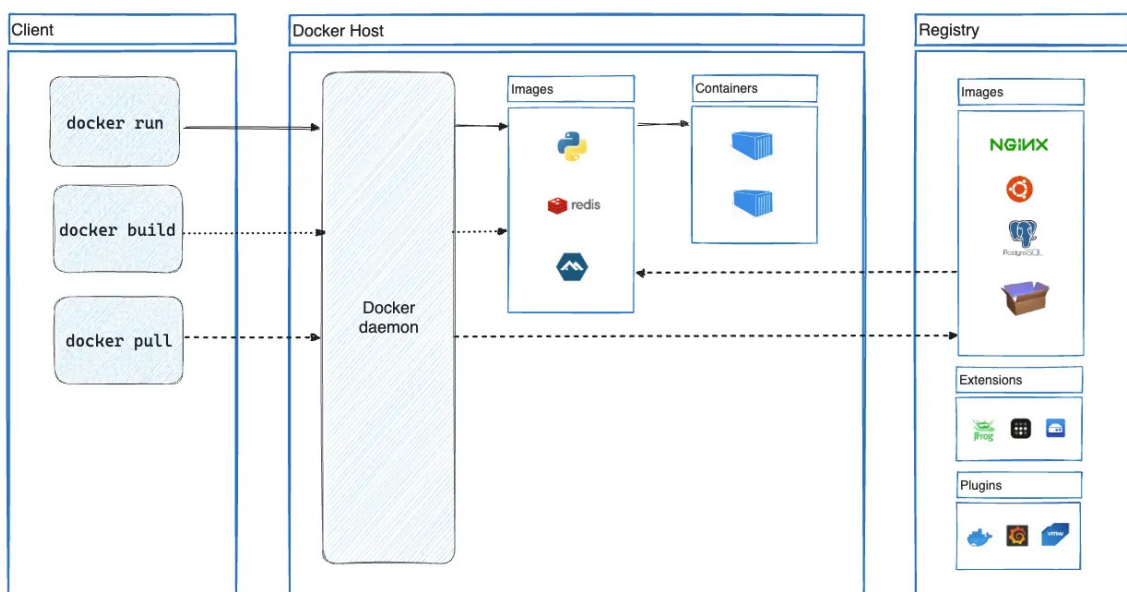 Client
docker run
docker build
docker pull
Docker Host
Docker
daemon
Images
redis
Containers
Registry
Images
NGINX
PostgreSQL
Extensions
JFrog
Plugins
vmw